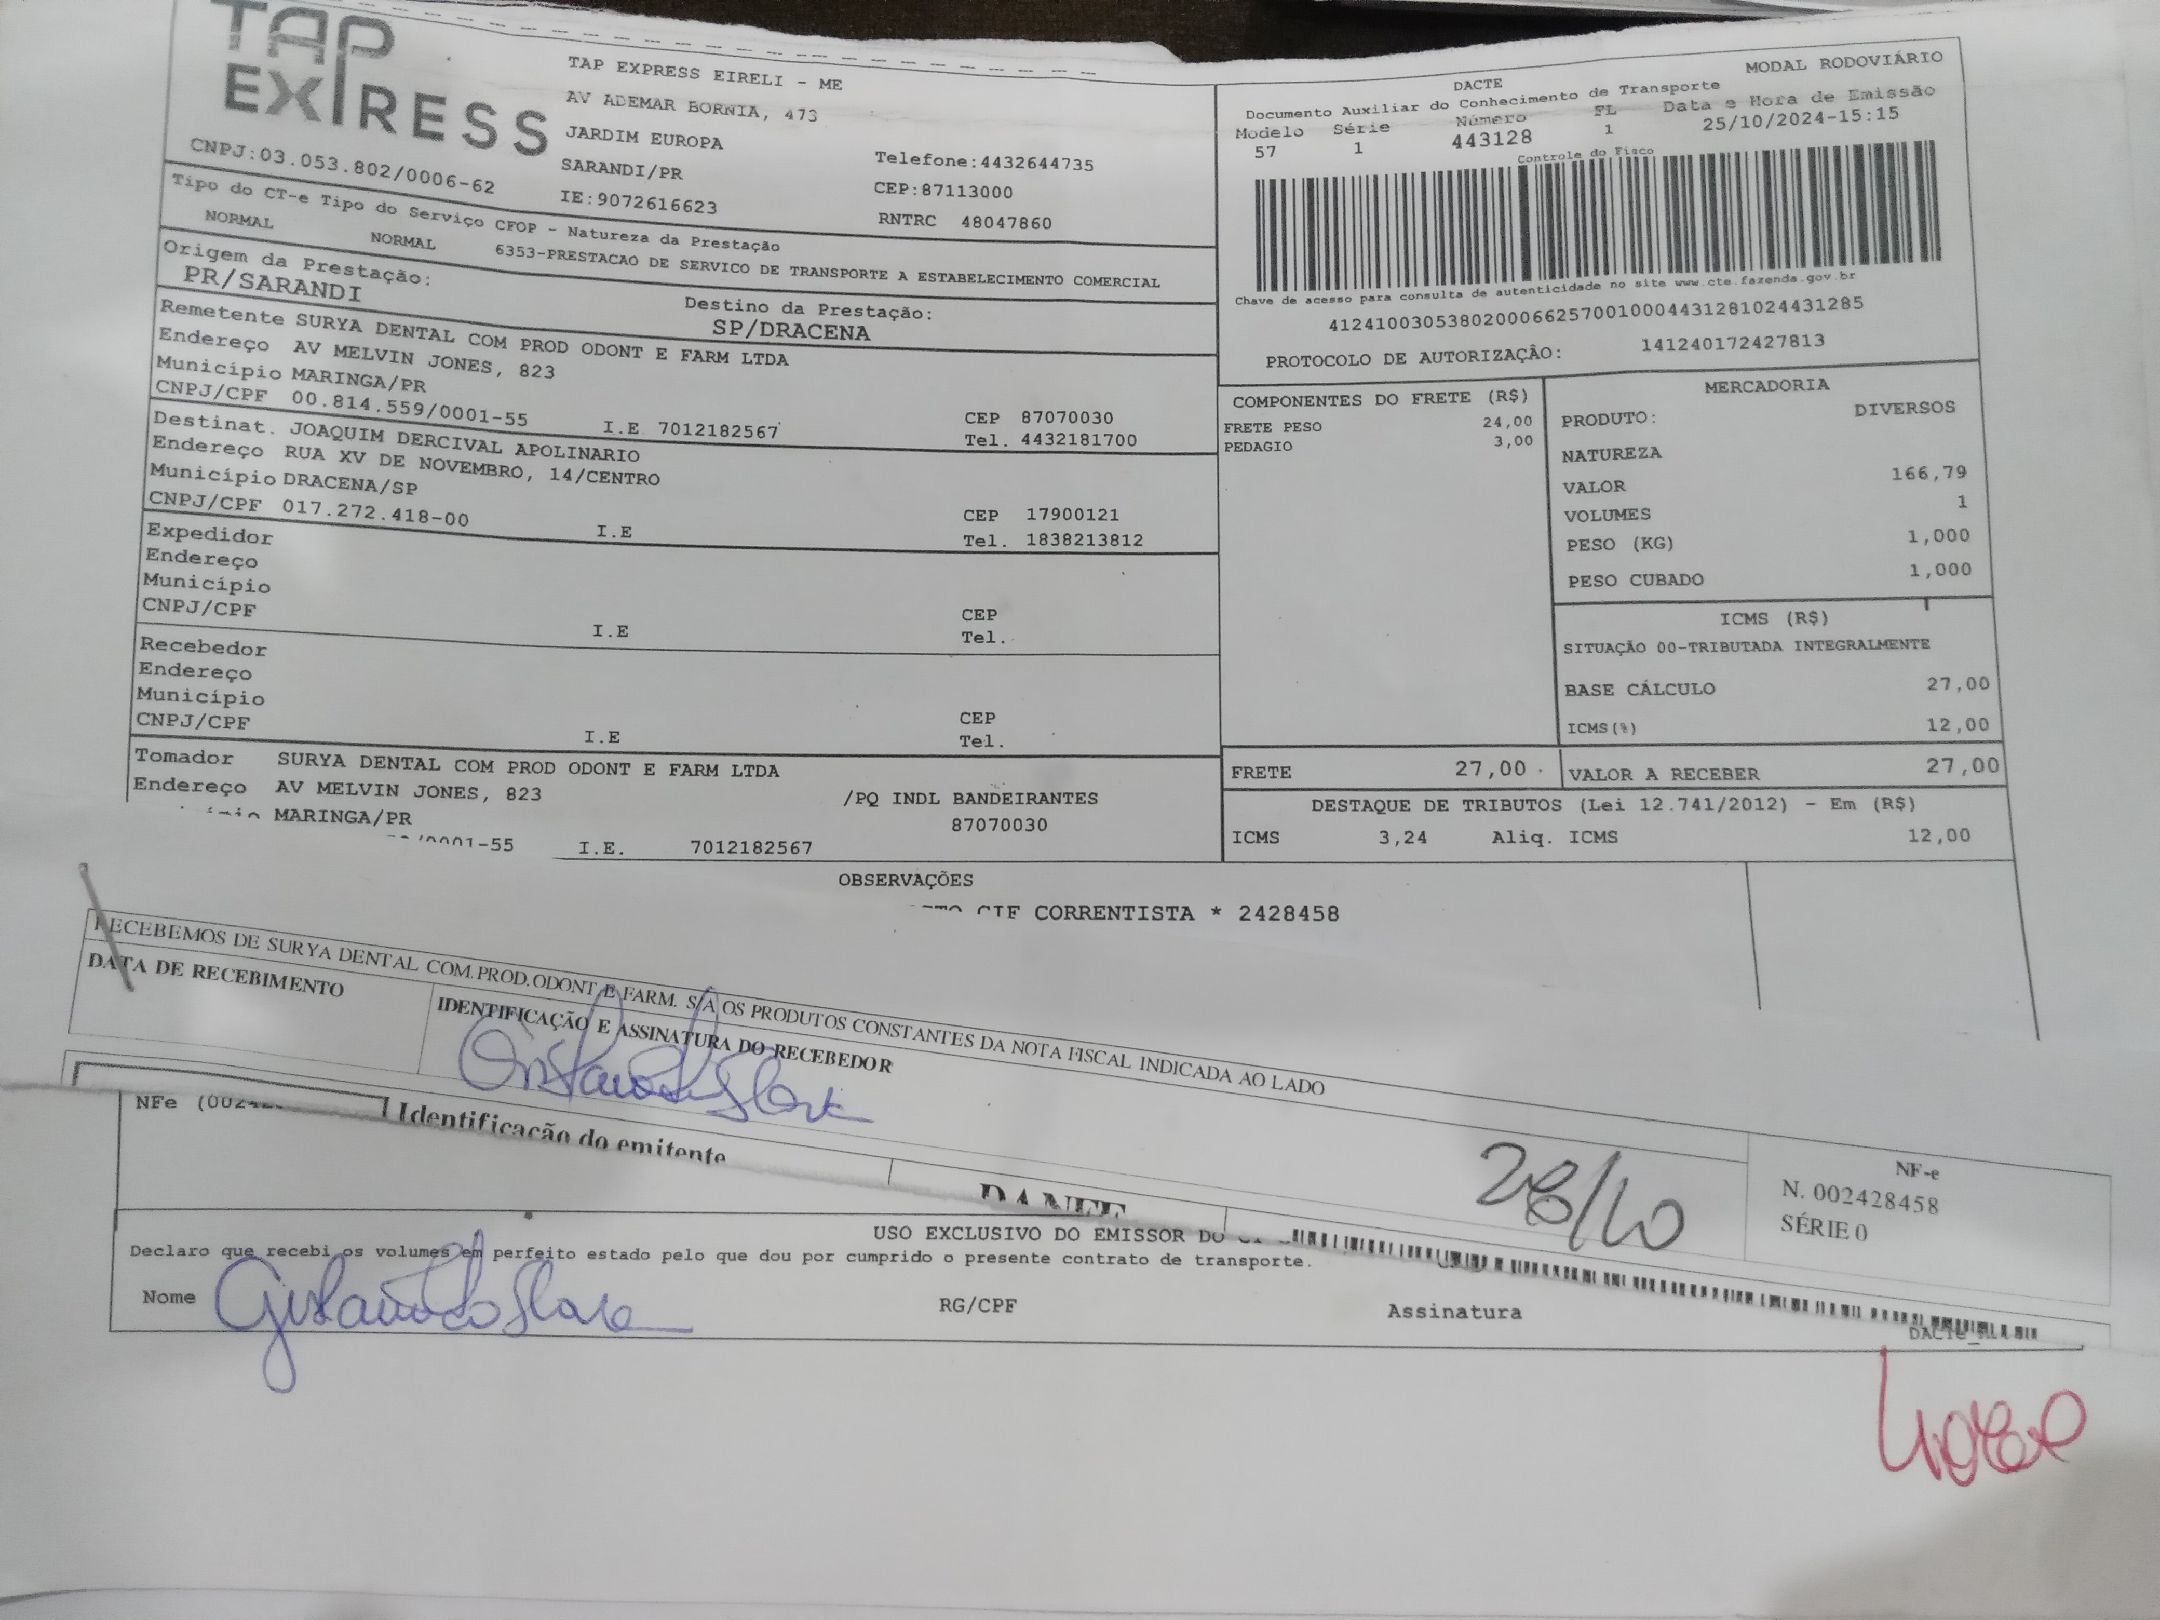 TAP
EXPRESS
CNPJ:03.053.802/0006-62
TAP EXPRESS EIRELI - ME
AV ADEMAR BORNIA, 473
JARDIM EUROPA
SARANDI/PR
IE:9072616623
Telefone:4432644735
CEP:87113000
RNTRC 48047860
Tipo do CT-e Tipo do Serviço CFOP - Natureza da Prestação
NORMAL NORMAL 6353-PRESTACAO DE SERVICO DE TRANSPORTE A ESTABELECIMENTO COMERCIAL
Origem da Prestação:
PR/SARANDI
Destino da Prestação:
SP/DRACENA
Remetente SURYA DENTAL COM PROD ODONT E FARM LTDA
Endereço AV MELVIN JONES, 823
Município MARINGA/PR
CEP 87070030
CNPJ/CPF 00.814.559/0001-55 I.E 7012182567 Tel. 4432181700
Destinat. JOAQUIM DERCIVAL APOLINARIO
Endereço RUA XV DE NOVEMBRO, 14/CENTRO
Município DRACENA/SP
CEP 17900121
CNPJ/CPF 017.272.418-00 I.E Tel. 1838213812
Expedidor
Endereço
Município
CEP
CNPJ/CPF I.E Tel.
Recebedor
Endereço
Município
CEP
CNPJ/CPF I.E Tel.
Tomador SURYA DENTAL COM PROD ODONT E FARM LTDA
Endereço AV MELVIN JONES, 823 /PQ INDL BANDEIRANTES
MARINGA/PR 87070030
/0001-55 I.E. 7012182567
MODAL RODOVIÁRIO
DACTE
Documento Auxiliar do Conhecimento de Transporte
Modelo Série Número FL Data e Hora de Emissão
57 1 443128 1 25/10/2024-15:15
Controle do Fisco
Chave de acesso para consulta de autenticidade no site www.cte.fazenda.gov.br
41241003053802000662570010004431281024431285
PROTOCOLO DE AUTORIZAÇÃO: 141240172427813
COMPONENTES DO FRETE (R$)
FRETE PESO 24,00
PEDAGIO 3,00
MERCADORIA
PRODUTO: DIVERSOS
NATUREZA
VALOR 166,79
VOLUMES 1
PESO (KG) 1,000
PESO CUBADO 1,000
ICMS (R$)
SITUAÇÃO 00-TRIBUTADA INTEGRALMENTE
BASE CÁLCULO 27,00
ICMS(%) 12,00
FRETE 27,00 VALOR A RECEBER 27,00
DESTAQUE DE TRIBUTOS (Lei 12.741/2012) - Em (R$)
ICMS 3,24 Aliq. ICMS 12,00
OBSERVAÇÕES
CIF CORRENTISTA * 2428458
RECEBEMOS DE SURYA DENTAL COM.PROD.ODONT E FARM. S/A OS PRODUTOS CONSTANTES DA NOTA FISCAL INDICADA AO LADO
DATA DE RECEBIMENTO
IDENTIFICAÇÃO E ASSINATURA DO RECEBEDOR
28/10
NF-e
N. 002428458
SÉRIE 0
NFe
Identificação do emitente
DANFE
USO EXCLUSIVO DO EMISSOR DO
Declaro que recebi os volumes em perfeito estado pelo que dou por cumprido o presente contrato de transporte.
Nome RG/CPF Assinatura